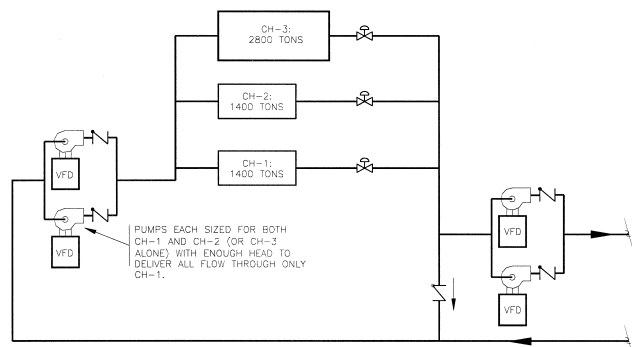 CH-3:
2800 TONS
CH-2:
1400 TONS
CH-1:
1400 TONS
VFD
VFD
PUMPS EACH SIZED FOR BOTH
CH-1 AND CH-2 (OR CH-3
ALONE) WITH ENOUGH HEAD TO
DELIVER ALL FLOW THROUGH ONLY
CH-1.
VFD
VFD